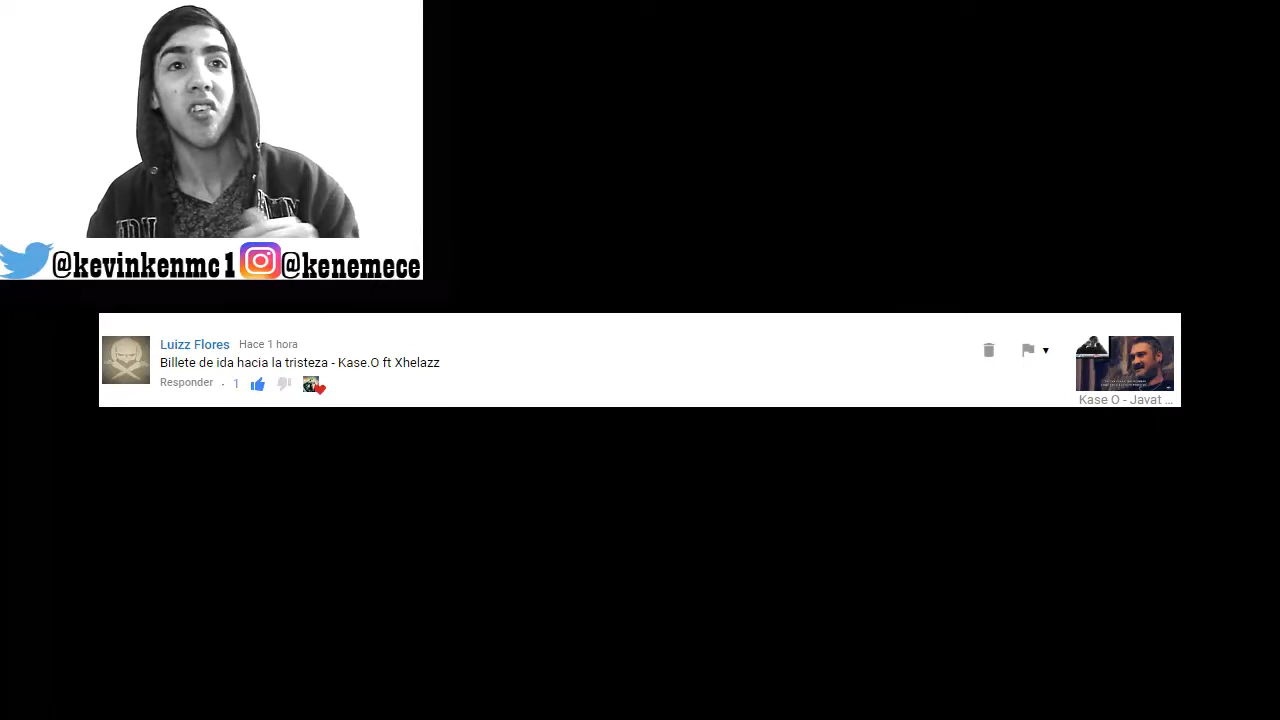 @kevinkenmc1 @kenemece
Luizz Flores Hace 1 hora
Billete de ida hacia la tristeza - Kase.O ft Xhelazz
Responder . 1
Kase O - Javat ...